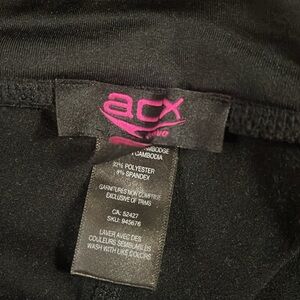 acx
CAMBODIA
% POLYESTER
% SPANDEX
GARNITURES NON COMPRISE
EXCLUSIVE OF TRIMS
CA: 52427
SKU: 945676
LAVER AVEC DES
COULEURS SEMBLABLES
WASH WITH LIKE COLORS